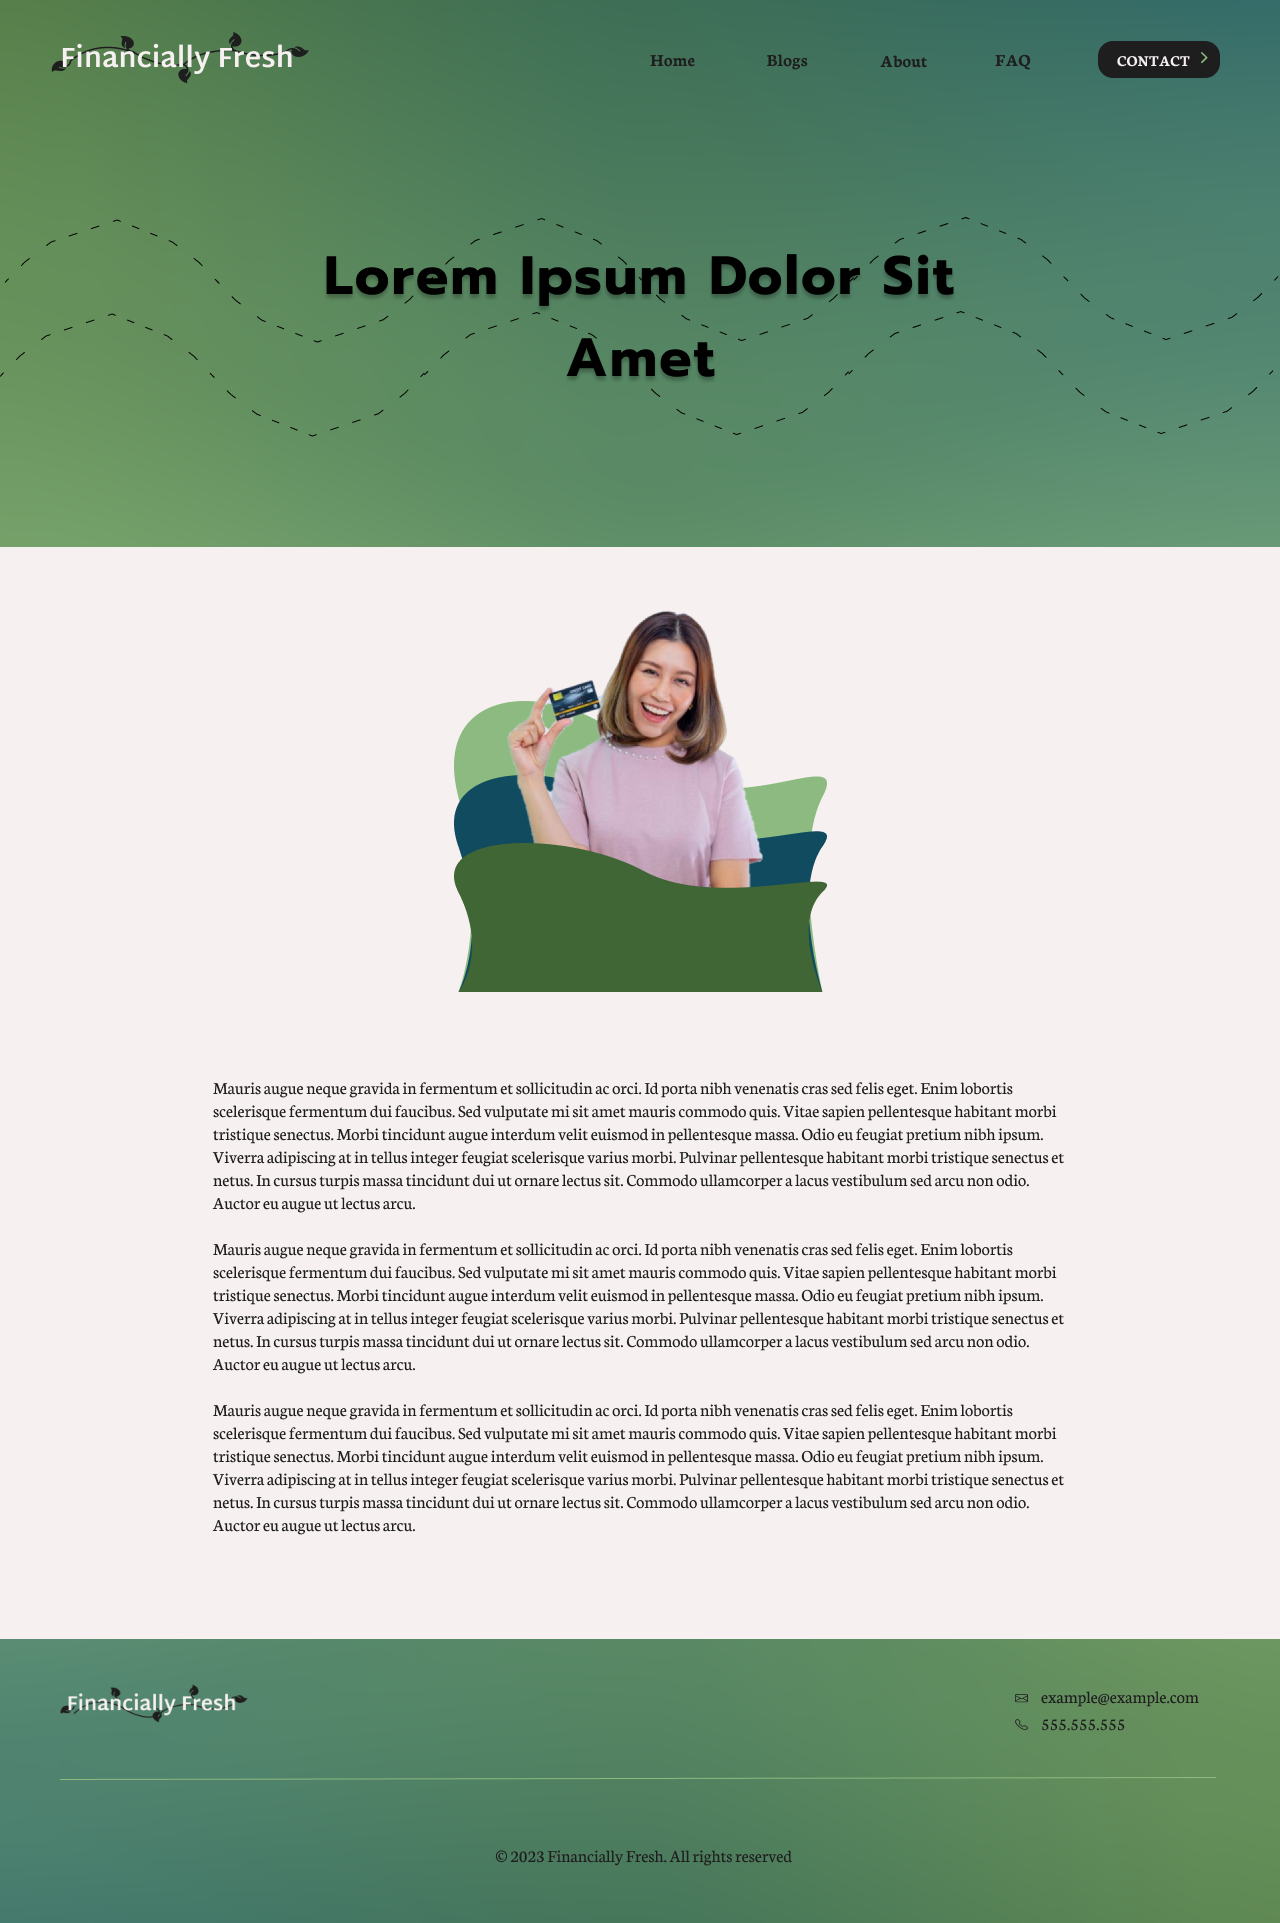 Financially Fresh
Home
Blogs
About
FAQ
CONTACT
Lorem Ipsum Dolor Sit
Amet
CREDIT CARD
Mauris augue neque gravida in fermentum et sollicitudin ac orci. Id porta nibh venenatis cras sed felis eget. Enim lobortis
scelerisque fermentum dui faucibus. Sed vulputate mi sit amet mauris commodo quis. Vitae sapien pellentesque habitant morbi
tristique senectus. Morbi tincidunt augue interdum velit euismod in pellentesque massa. Odio eu feugiat pretium nibh ipsum.
Viverra adipiscing at in tellus integer feugiat scelerisque varius morbi. Pulvinar pellentesque habitant morbi tristique senectus et
netus. In cursus turpis massa tincidunt dui ut ornare lectus sit. Commodo ullamcorper a lacus vestibulum sed arcu non odio.
Auctor eu augue ut lectus arcu.
Mauris augue neque gravida in fermentum et sollicitudin ac orci. Id porta nibh venenatis cras sed felis eget. Enim lobortis
scelerisque fermentum dui faucibus. Sed vulputate mi sit amet mauris commodo quis. Vitae sapien pellentesque habitant morbi
tristique senectus. Morbi tincidunt augue interdum velit euismod in pellentesque massa. Odio eu feugiat pretium nibh ipsum.
Viverra adipiscing at in tellus integer feugiat scelerisque varius morbi. Pulvinar pellentesque habitant morbi tristique senectus et
netus. In cursus turpis massa tincidunt dui ut ornare lectus sit. Commodo ullamcorper a lacus vestibulum sed arcu non odio.
Auctor eu augue ut lectus arcu.
Mauris augue neque gravida in fermentum et sollicitudin ac orci. Id porta nibh venenatis cras sed felis eget. Enim lobortis
scelerisque fermentum dui faucibus. Sed vulputate mi sit amet mauris commodo quis. Vitae sapien pellentesque habitant morbi
tristique senectus. Morbi tincidunt augue interdum velit euismod in pellentesque massa. Odio eu feugiat pretium nibh ipsum.
Viverra adipiscing at in tellus integer feugiat scelerisque varius morbi. Pulvinar pellentesque habitant morbi tristique senectus et
netus. In cursus turpis massa tincidunt dui ut ornare lectus sit. Commodo ullamcorper a lacus vestibulum sed arcu non odio.
Auctor eu augue ut lectus arcu.
Financially Fresh
example@example.com
555.555.555
© 2023 Financially Fresh. All rights reserved